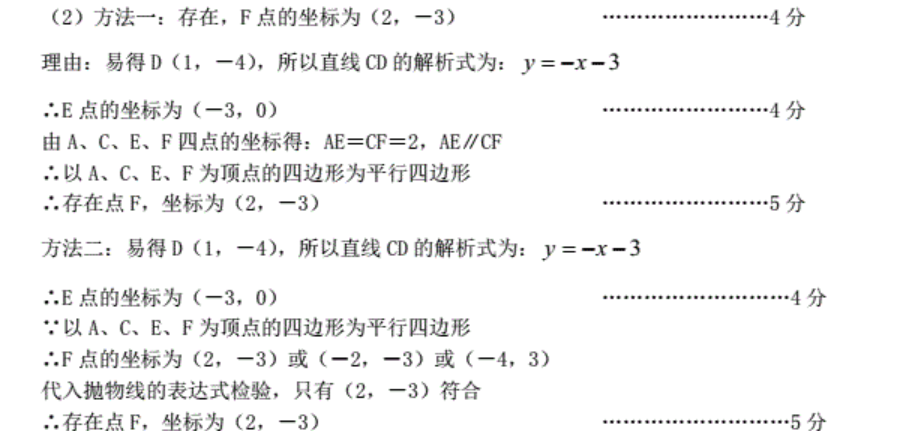 （2）方法一：存在，F 点的坐标为（2，－3） ………………………4 分
理由：易得 D（1，－4），所以直线 CD 的解析式为：y＝－x－3
∴E 点的坐标为（－3，0） ………………………4 分
由 A、C、E、F 四点的坐标得：AE＝CF＝2，AE∥CF
∴以 A、C、E、F 为顶点的四边形为平行四边形
∴存在点 F，坐标为（2，－3） ………………………5 分
方法二：易得 D（1，－4），所以直线 CD 的解析式为：y＝－x－3
∴E 点的坐标为（－3，0） …………………………4 分
∵以 A、C、E、F 为顶点的四边形为平行四边形
∴F 点的坐标为（2，－3）或（－2，－3）或（－4，3）
代入抛物线的表达式检验，只有（2，－3）符合
∴存在点 F，坐标为（2，－3） …………………………5 分